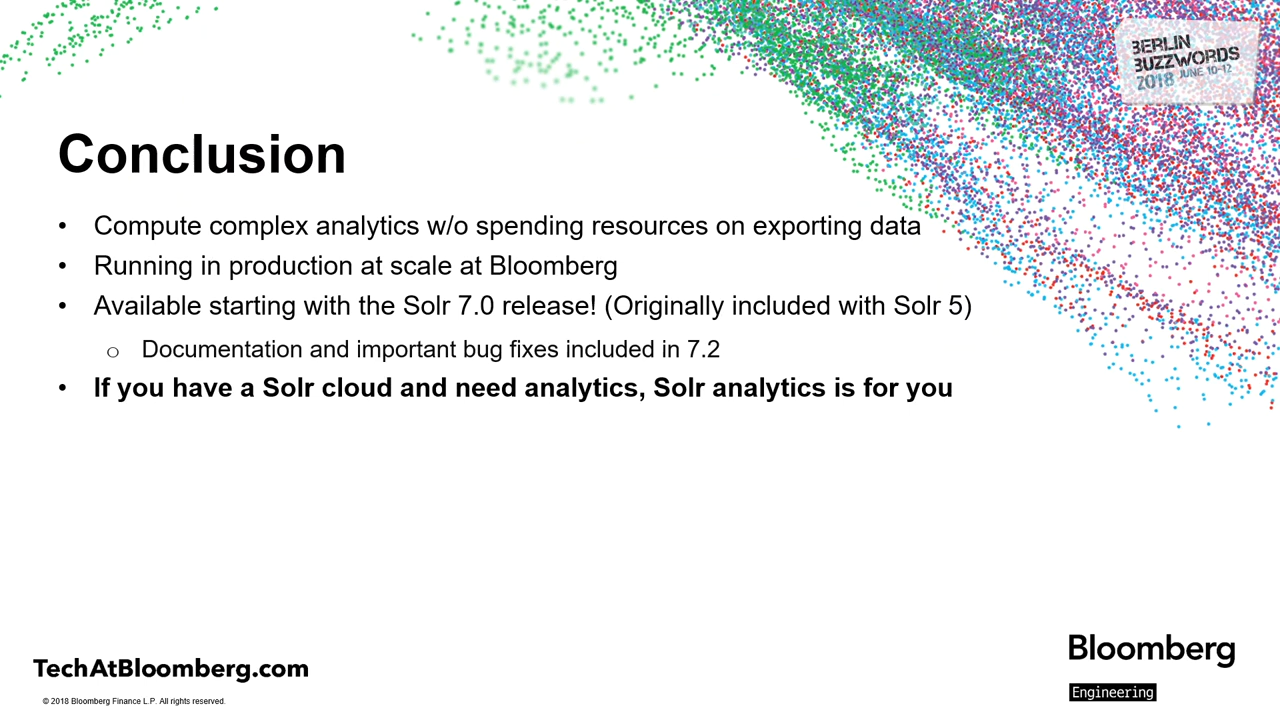 BERLIN
BUZZWORDS
2018 JUNE 10-12
Conclusion
• Compute complex analytics w/o spending resources on exporting data
• Running in production at scale at Bloomberg
• Available starting with the Solr 7.0 release! (Originally included with Solr 5)
○ Documentation and important bug fixes included in 7.2
• If you have a Solr cloud and need analytics, Solr analytics is for you
Bloomberg
TechAtBloomberg.com
Engineering
© 2018 Bloomberg Finance L.P. All rights reserved.